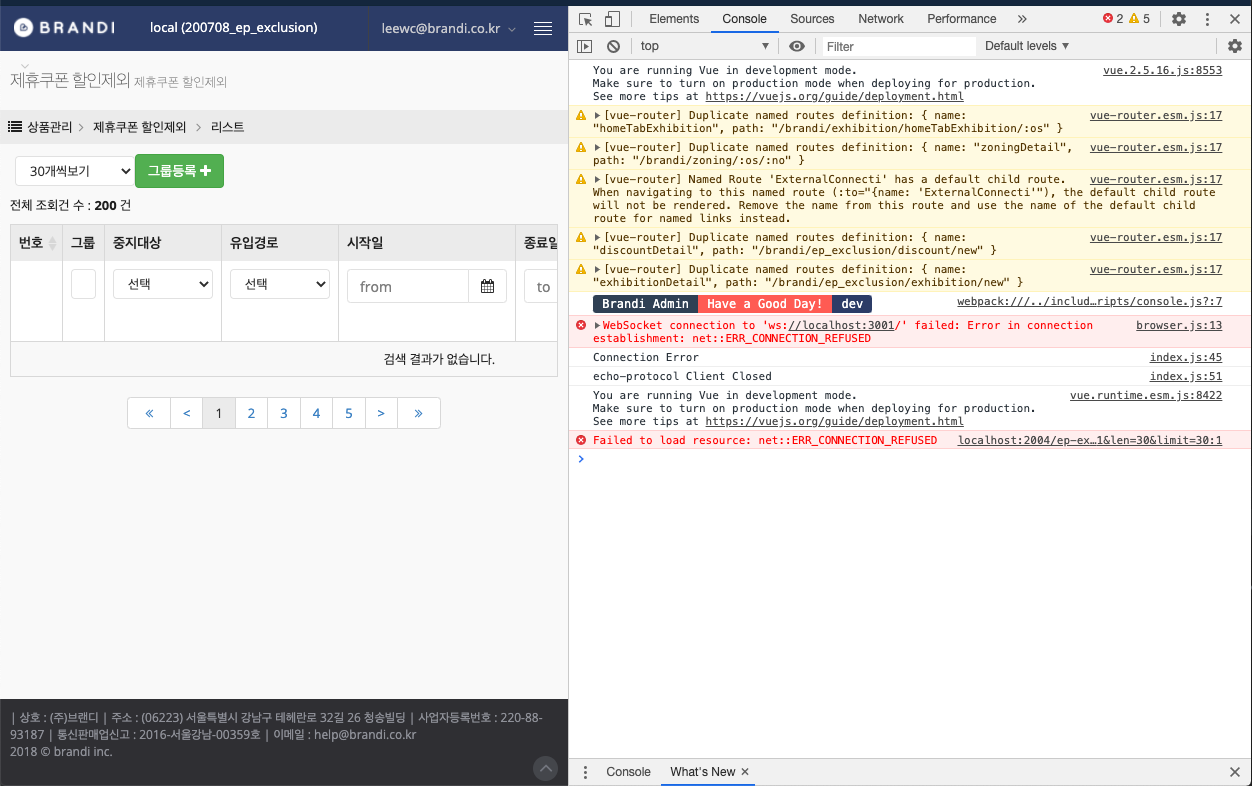 BRANDI
local (200708_ep_exclusion)
leewc@brandi.co.kr
제휴쿠폰 할인제외 제휴쿠폰 할인제외
상품관리 > 제휴쿠폰 할인제외 > 리스트
30개씩보기
그룹등록
전체 조회건 수 : 200 건
번호 그룹 중지대상 유입경로 시작일 종료일
선택 선택 from to
검색 결과가 없습니다.
« < 1 2 3 4 5 > »
| 상호 : (주)브랜디 | 주소 : (06223) 서울특별시 강남구 테헤란로 32길 26 청송빌딩 | 사업자등록번호 : 220-88-
93187 | 통신판매업신고 : 2016-서울강남-00359호 | 이메일 : help@brandi.co.kr
2018 © brandi inc.
Elements Console Sources Network Performance » 2 5
top Filter Default levels
You are running Vue in development mode. vue.2.5.16.js:8553
Make sure to turn on production mode when deploying for production.
See more tips at https://vuejs.org/guide/deployment.html
[vue-router] Duplicate named routes definition: { name: vue-router.esm.js:17
"homeTabExhibition", path: "/brandi/exhibition/homeTabExhibition/:os" }
[vue-router] Duplicate named routes definition: { name: "zoningDetail", vue-router.esm.js:17
path: "/brandi/zoning/:os/:no" }
[vue-router] Named Route 'ExternalConnecti' has a default child route. vue-router.esm.js:17
When navigating to this named route (:to="{name: 'ExternalConnecti'"), the default child route
will not be rendered. Remove the name from this route and use the name of the default child
route for named links instead.
[vue-router] Duplicate named routes definition: { name: vue-router.esm.js:17
"discountDetail", path: "/brandi/ep_exclusion/discount/new" }
[vue-router] Duplicate named routes definition: { name: vue-router.esm.js:17
"exhibitionDetail", path: "/brandi/ep_exclusion/exhibition/new" }
Brandi Admin Have a Good Day! dev webpack:///../includ…ripts/console.js?:7
WebSocket connection to 'ws://localhost:3001/' failed: Error in connection browser.js:13
establishment: net::ERR_CONNECTION_REFUSED
Connection Error index.js:45
echo-protocol Client Closed index.js:51
You are running Vue in development mode. vue.runtime.esm.js:8422
Make sure to turn on production mode when deploying for production.
See more tips at https://vuejs.org/guide/deployment.html
Failed to load resource: net::ERR_CONNECTION_REFUSED localhost:2004/ep-ex…1&len=30&limit=30:1
Console What's New